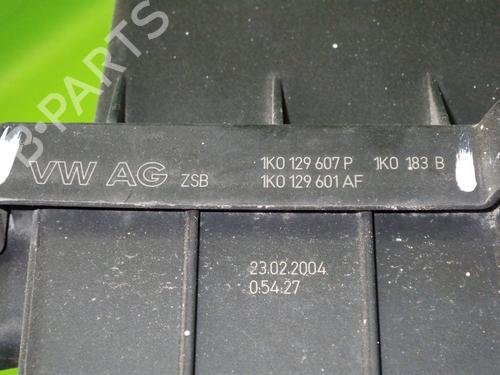 B-PARTS
VW AG ZSB 1K0 129 607 P 1K0 183 B
1K0 129 601 AF
23.02.2004
0:54:27